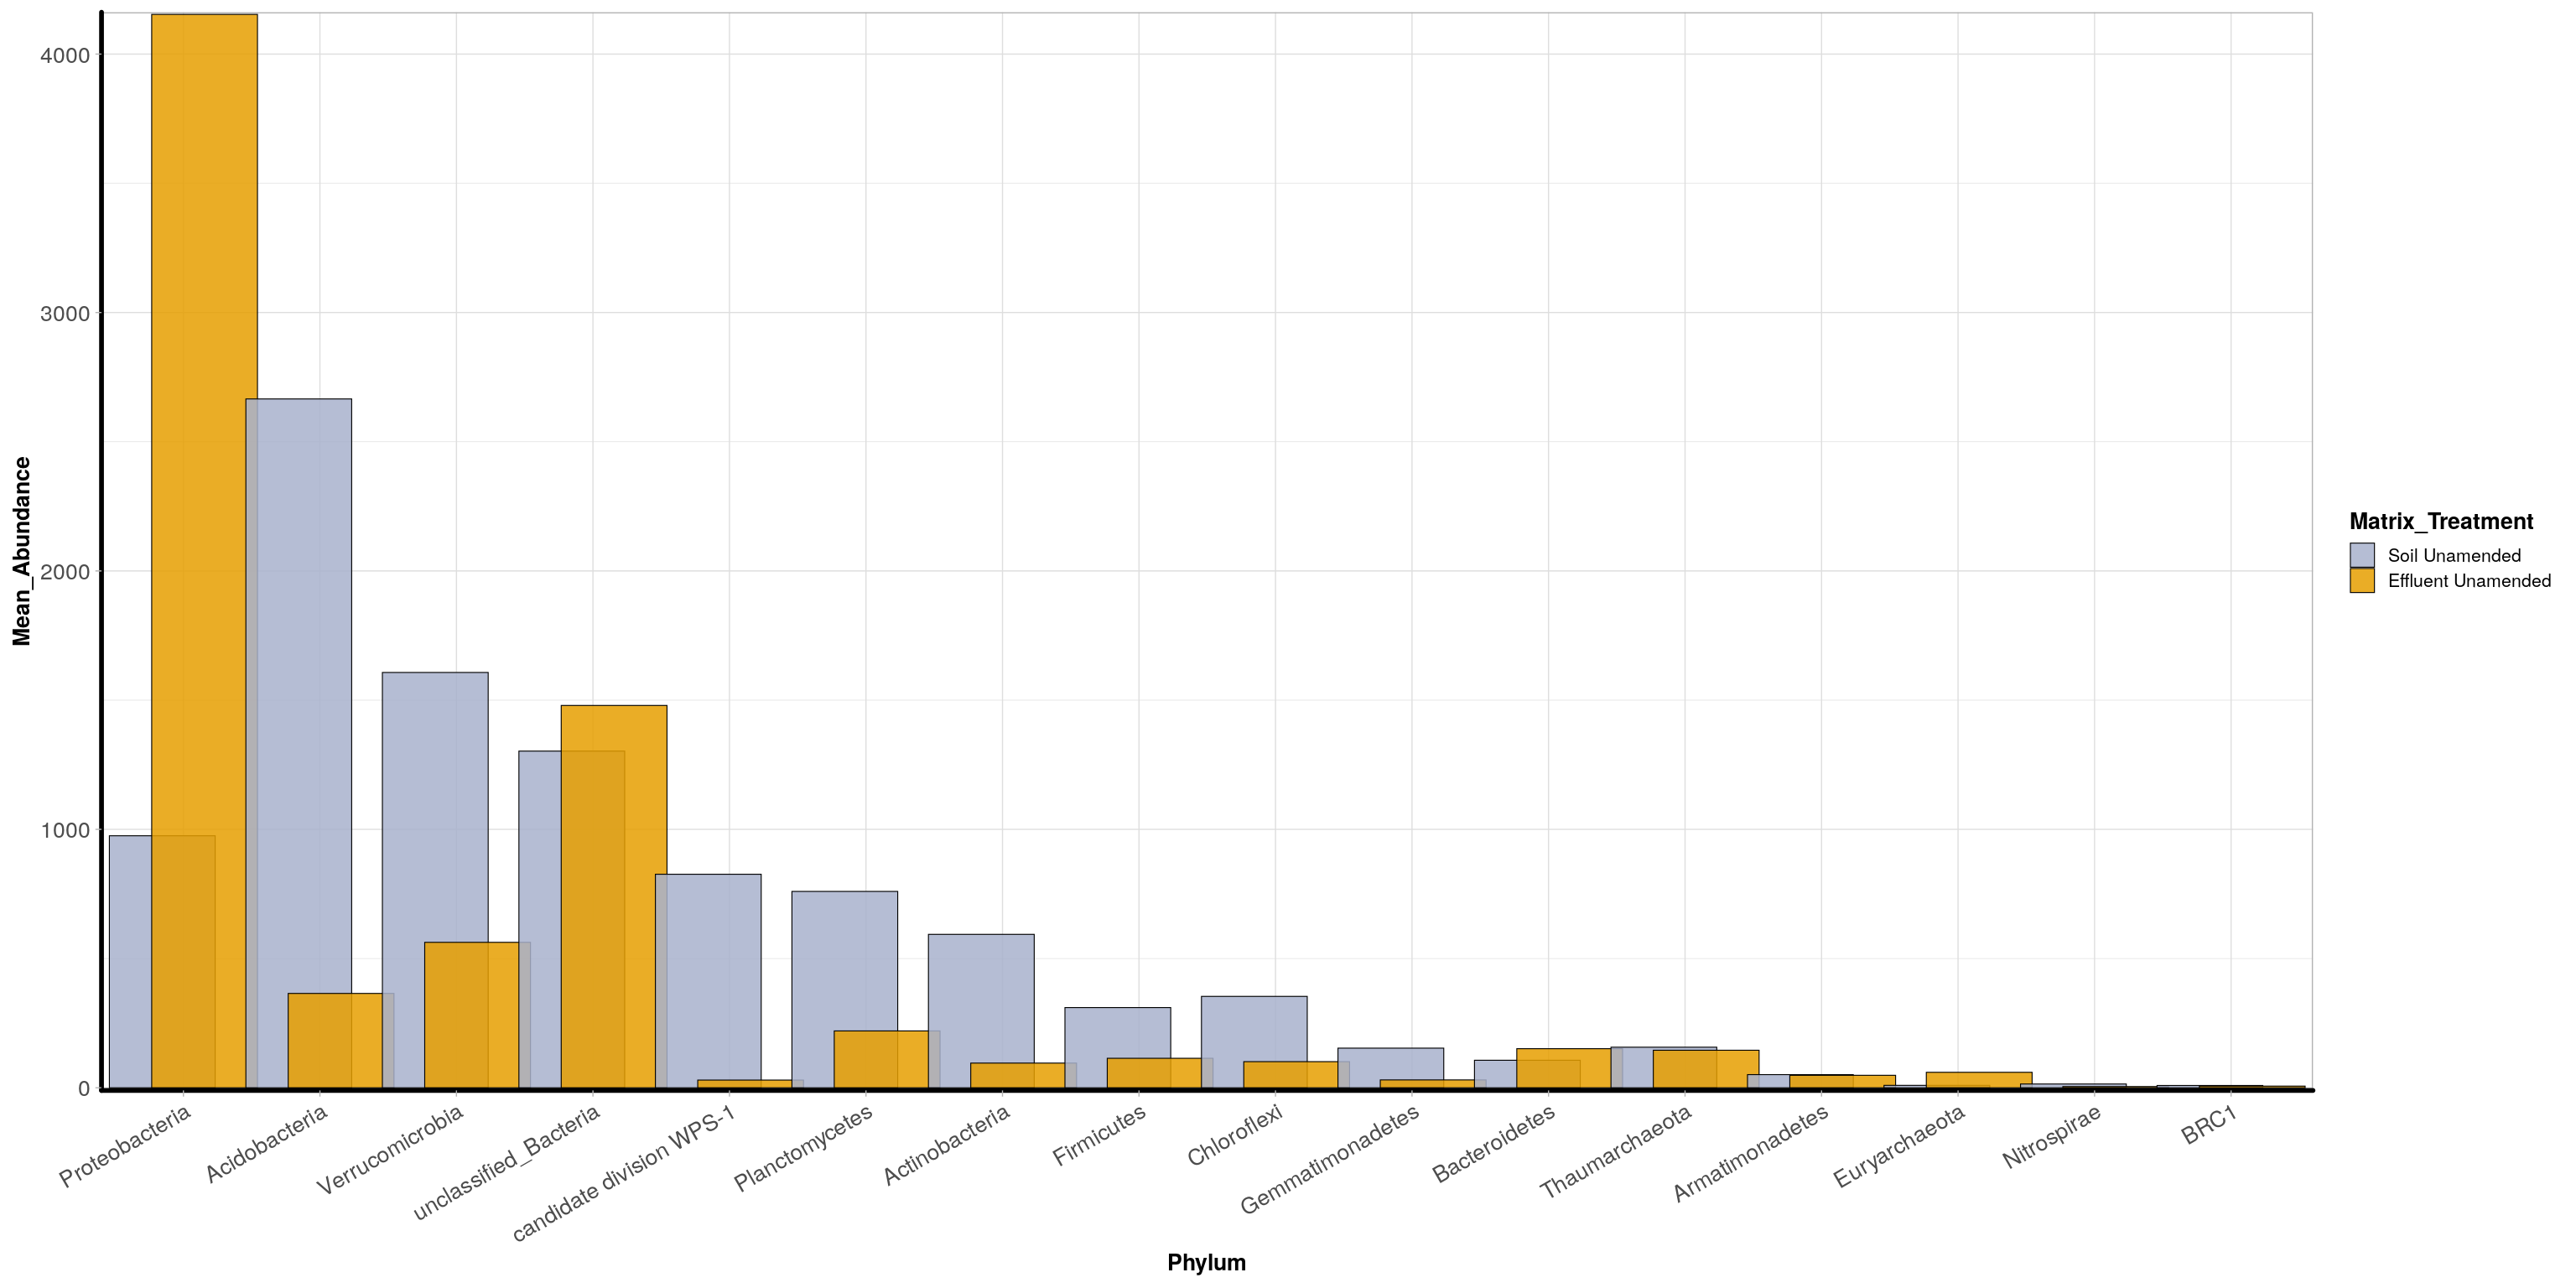 4000
3000
2000
1000
0
Mean_Abundance
Proteobacteria
Acidobacteria
Verrucomicrobia
unclassified_Bacteria
candidate division WPS-1
Planctomycetes
Actinobacteria
Firmicutes
Chloroflexi
Gemmatimonadetes
Bacteroidetes
Thaumarchaeota
Armatimonadetes
Euryarchaeota
Nitrospirae
BRC1
Phylum
Matrix_Treatment
Soil Unamended
Effluent Unamended